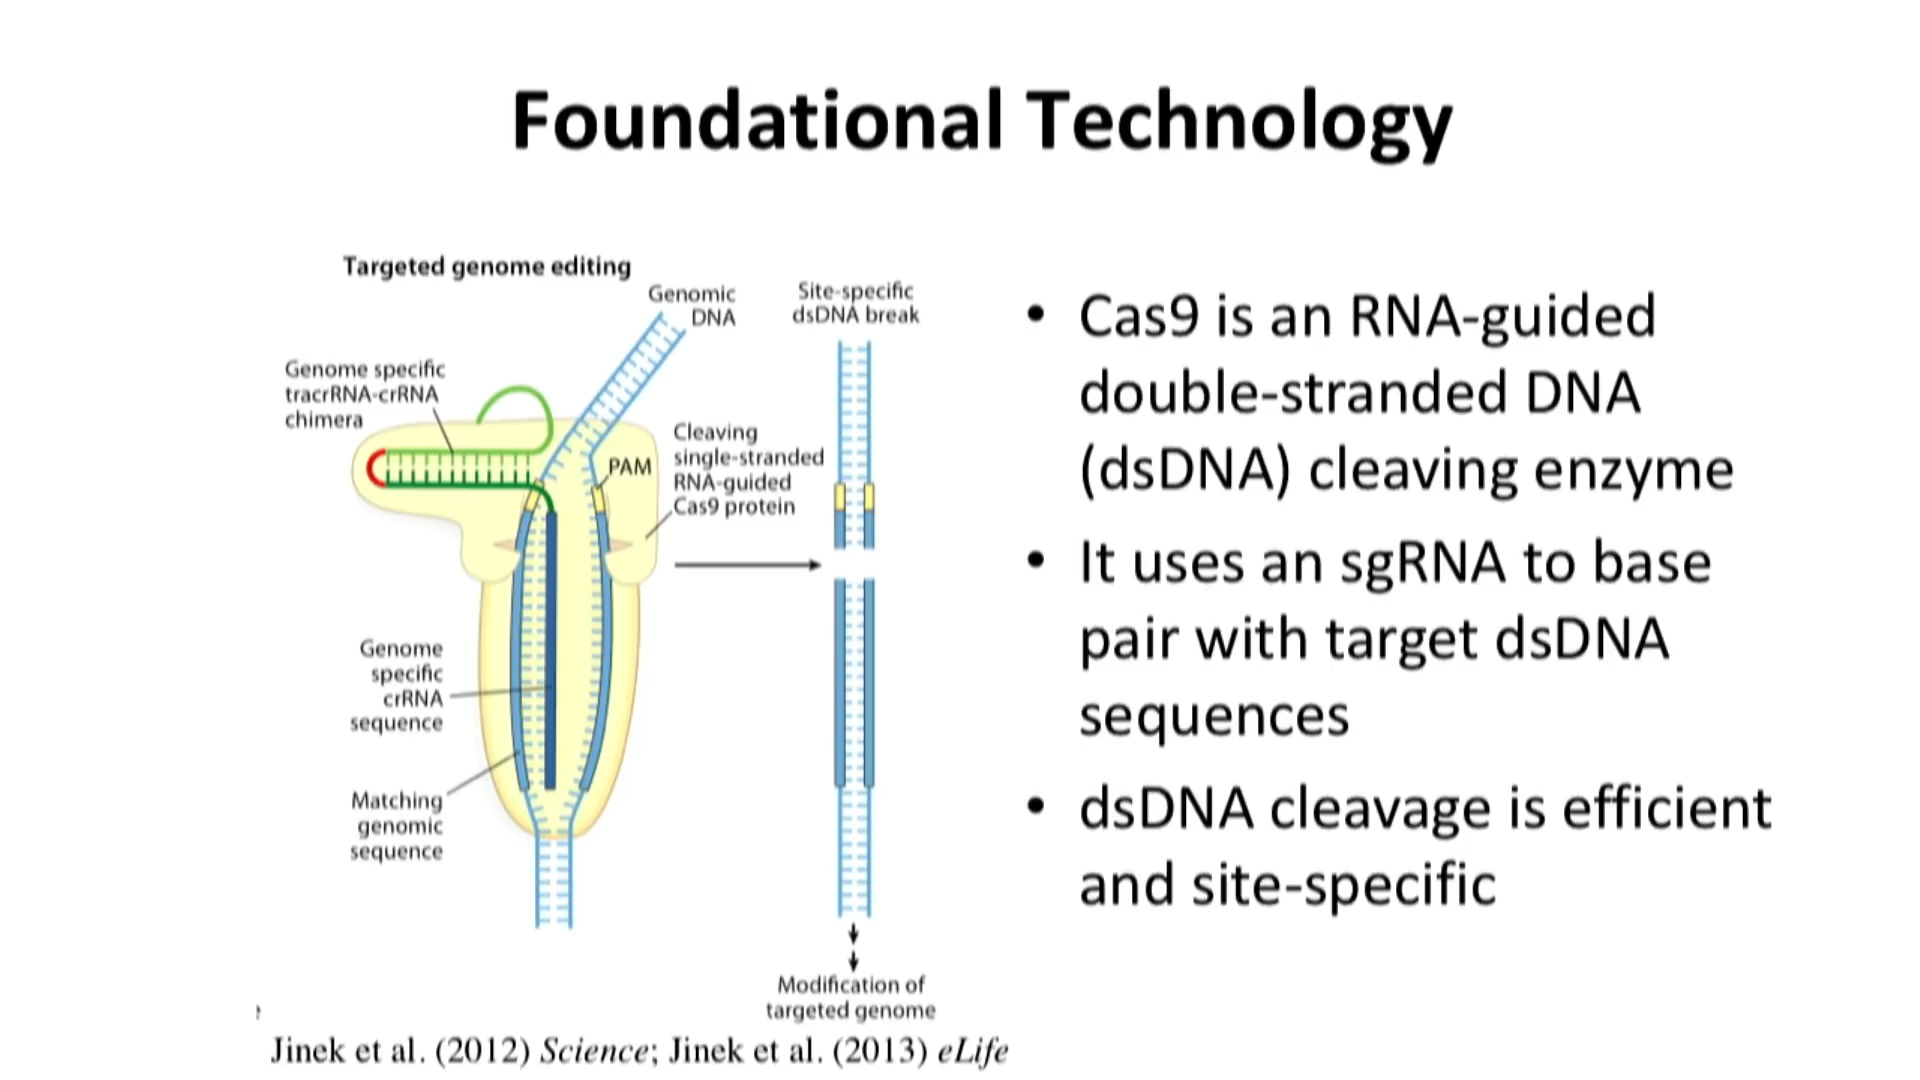 Foundational Technology
Targeted genome editing
Genomic
DNA
Site-specific
dsDNA break
Genome specific
tracrRNA-crRNA
chimera
Cleaving
single-stranded
RNA-guided
Cas9 protein
PAM
Genome
specific
crRNA
sequence
Matching
genomic
sequence
Modification of
targeted genome
Jinek et al. (2012) Science; Jinek et al. (2013) eLife
• Cas9 is an RNA-guided
double-stranded DNA
(dsDNA) cleaving enzyme
• It uses an sgRNA to base
pair with target dsDNA
sequences
• dsDNA cleavage is efficient
and site-specific